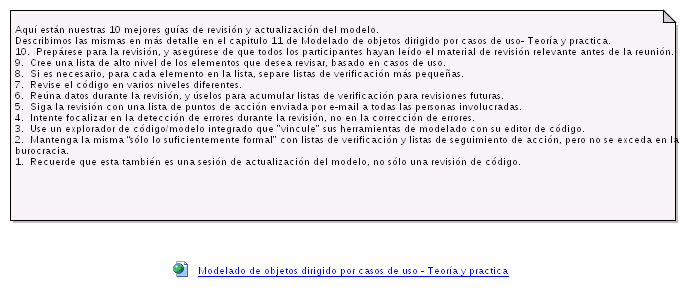 Aquí están nuestras 10 mejores guías de revisión y actualización del modelo.
Describimos las mismas en más detalle en el capitulo 11 de Modelado de objetos dirigido por casos de uso- Teoría y practica.
10.  Prepárese para la revisión, y asegúrese de que todos los participantes hayan leído el material de revisión relevante antes de la reunión.
9.  Cree una lista de alto nivel de los elementos que desea revisar, basado en casos de uso.
8.  Si es necesario, para cada elemento en la lista, separe listas de verificación más pequeñas.
7.  Revise el código en varios niveles diferentes.
6.  Reúna datos durante la revisión, y úselos para acumular listas de verificación para revisiones futuras.
5.  Siga la revisión con una lista de puntos de acción enviada por e-mail a todas las personas involucradas.
4.  Intente focalizar en la detección de errores durante la revisión, no en la corrección de errores.
3.  Use un explorador de código/modelo integrado que "vincule" sus herramientas de modelado con su editor de código.
2.  Mantenga la misma "sólo lo suficientemente formal" con listas de verificación y listas de seguimiento de acción, pero no se exceda en la
burocracia.
1.  Recuerde que esta también es una sesión de actualización del modelo, no sólo una revisión de código.
Modelado de objetos dirigido por casos de uso - Teoría y practica